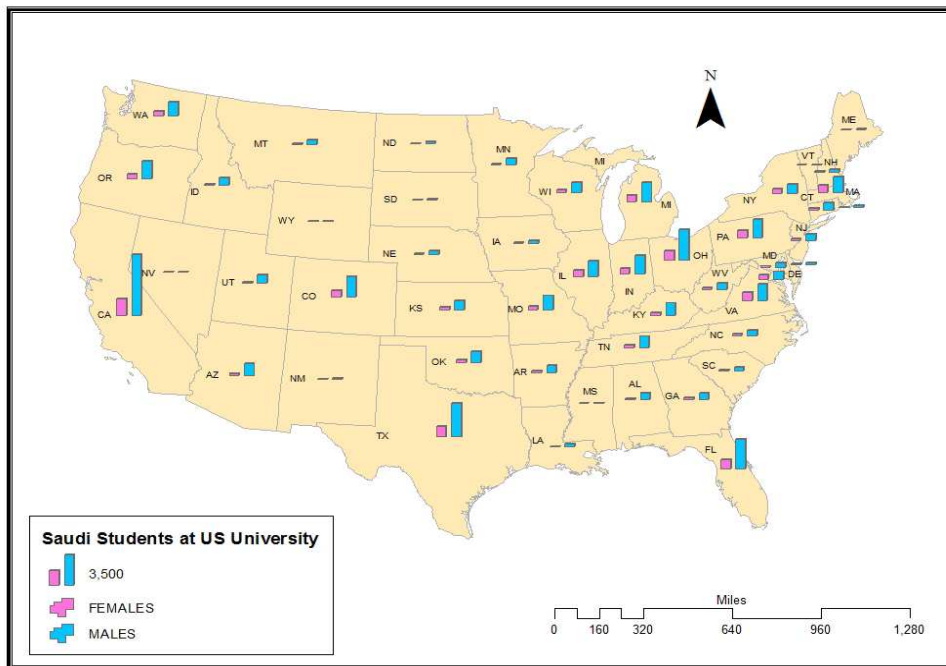 N
WA
MT
ND
MN
ME
VT
NH
MI
OR
ID
WI
SD
NY
CT
MA
MI
WY
PA
NJ
IA
NE
OH
MD
DE
NV
UT
IL
IN
WV
CO
VA
CA
KS
MO
KY
NC
TN
OK
AZ
NM
AR
SC
MS
AL
GA
TX
LA
FL
Saudi Students at US University
3,500
FEMALES
MALES
Miles
0 160 320 640 960 1,280